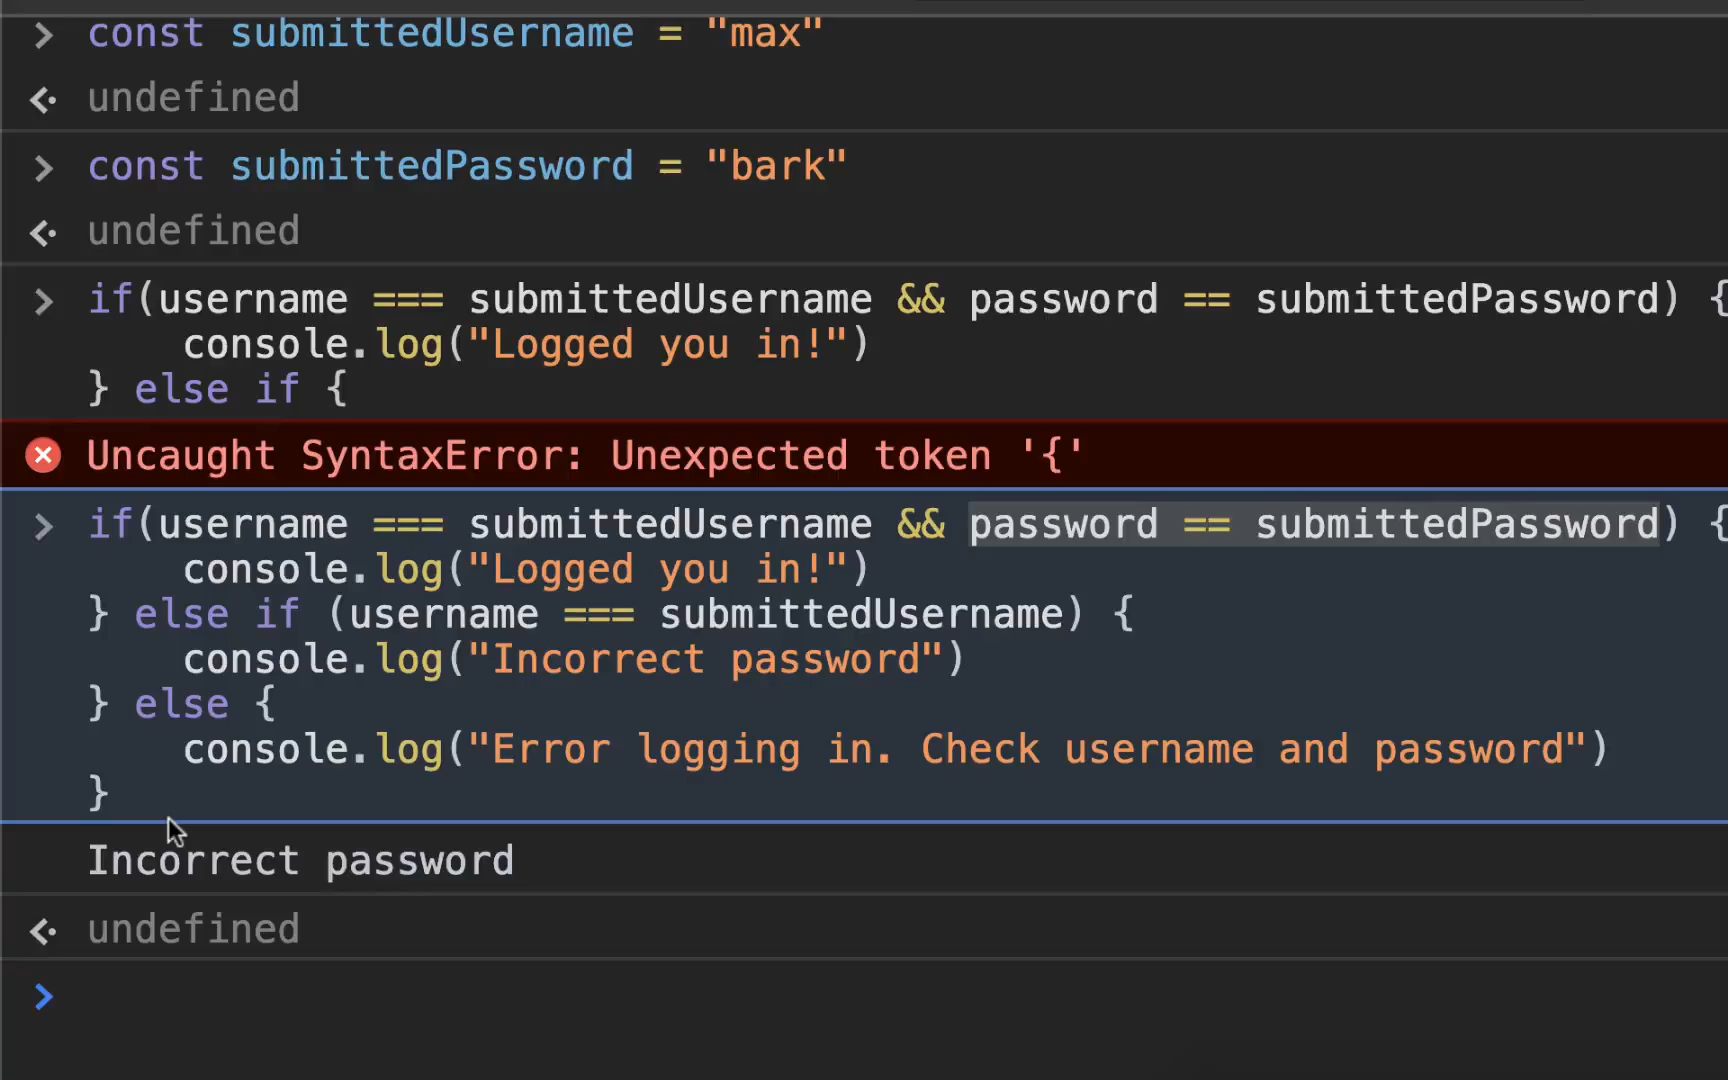 > const submittedUsername = "max"
undefined
> const submittedPassword = "bark"
undefined
> if(username === submittedUsername && password == submittedPassword) {
console.log("Logged you in!")
} else if {
Uncaught SyntaxError: Unexpected token '{'
> if(username === submittedUsername && password == submittedPassword) {
console.log("Logged you in!")
} else if (username === submittedUsername) {
console.log("Incorrect password")
} else {
console.log("Error logging in. Check username and password")
}
Incorrect password
undefined
>